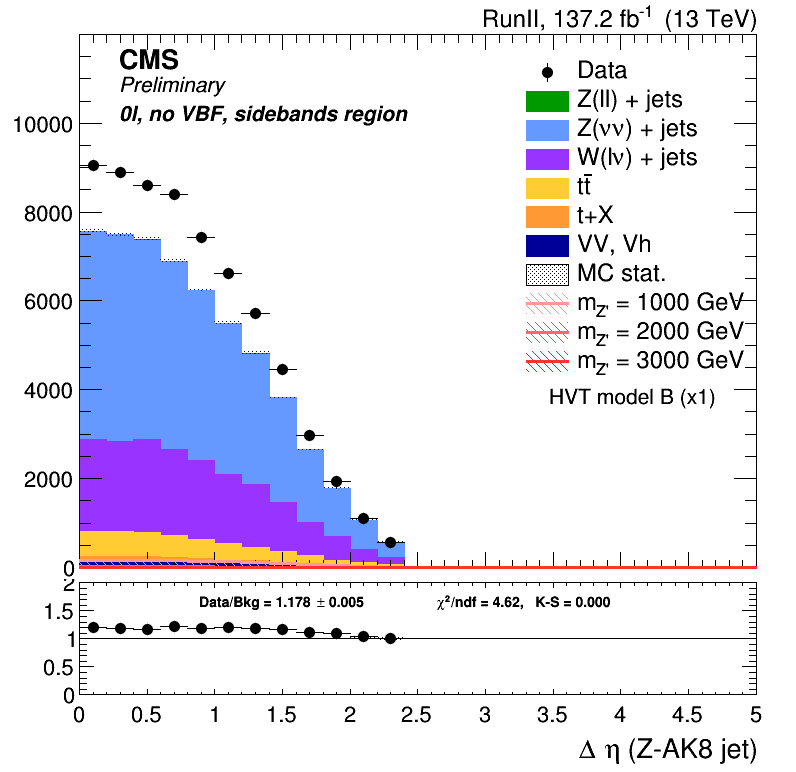 RunII, 137.2 fb⁻¹ (13 TeV)
CMS
Preliminary
0l, no VBF, sidebands region
Data
Z(ll) + jets
Z(νν) + jets
W(lν) + jets
tt̄
t+X
VV, Vh
MC stat.
m_Z' = 1000 GeV
m_Z' = 2000 GeV
m_Z' = 3000 GeV
HVT model B (x1)
10000
8000
6000
4000
2000
0
Data/Bkg = 1.178 ± 0.005 χ²/ndf = 4.62, K-S = 0.000
2
1.5
1
0.5
0
0 0.5 1 1.5 2 2.5 3 3.5 4 4.5 5
Δ η (Z-AK8 jet)